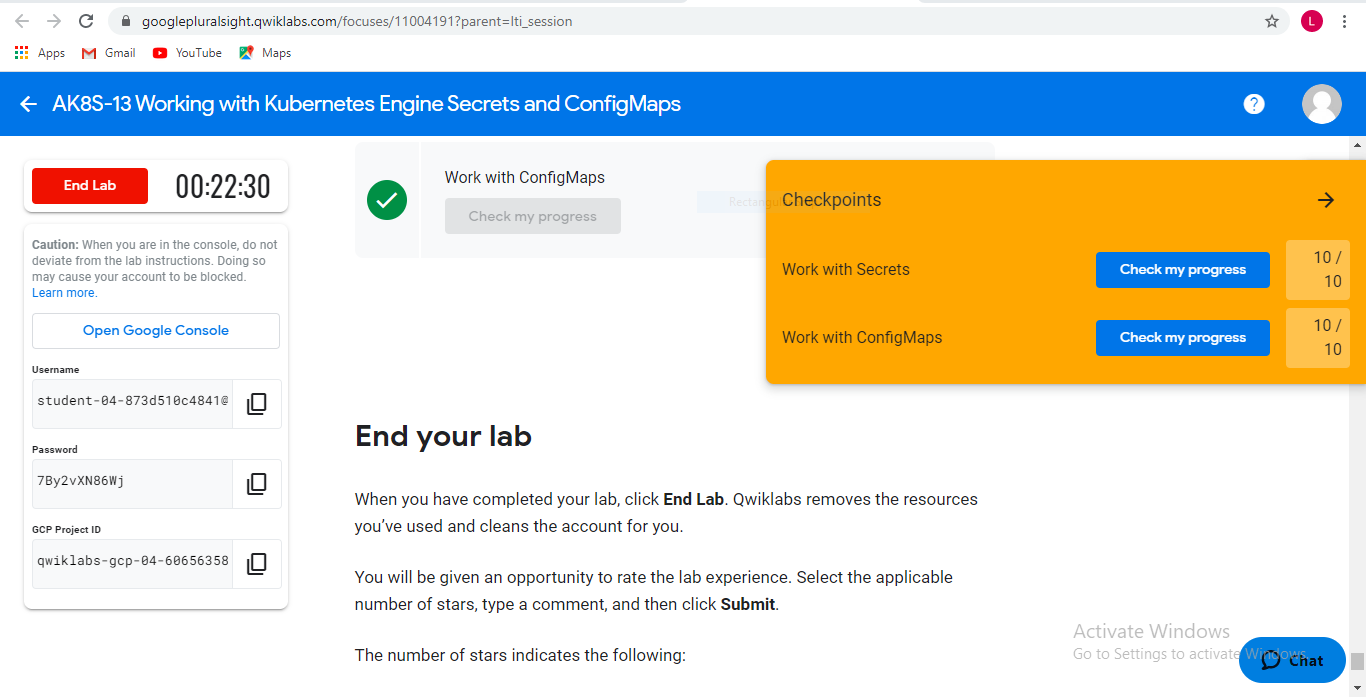 googlepluralsight.qwiklabs.com/focuses/11004191?parent=lti_session
L
Apps Gmail YouTube Maps
AK8S-13 Working with Kubernetes Engine Secrets and ConfigMaps
?
End Lab 00:22:30
Caution: When you are in the console, do not
deviate from the lab instructions. Doing so
may cause your account to be blocked.
Learn more.
Open Google Console
Username
student-04-873d510c4841@
Password
7By2vXN86Wj
GCP Project ID
qwiklabs-gcp-04-60656358
Work with ConfigMaps
Check my progress
Checkpoints
Work with Secrets
Check my progress
10 /
10
Work with ConfigMaps
Check my progress
10 /
10
End your lab
When you have completed your lab, click End Lab. Qwiklabs removes the resources
you’ve used and cleans the account for you.
You will be given an opportunity to rate the lab experience. Select the applicable
number of stars, type a comment, and then click Submit.
The number of stars indicates the following:
Activate Windows
Go to Settings to activate Windows.
Chat